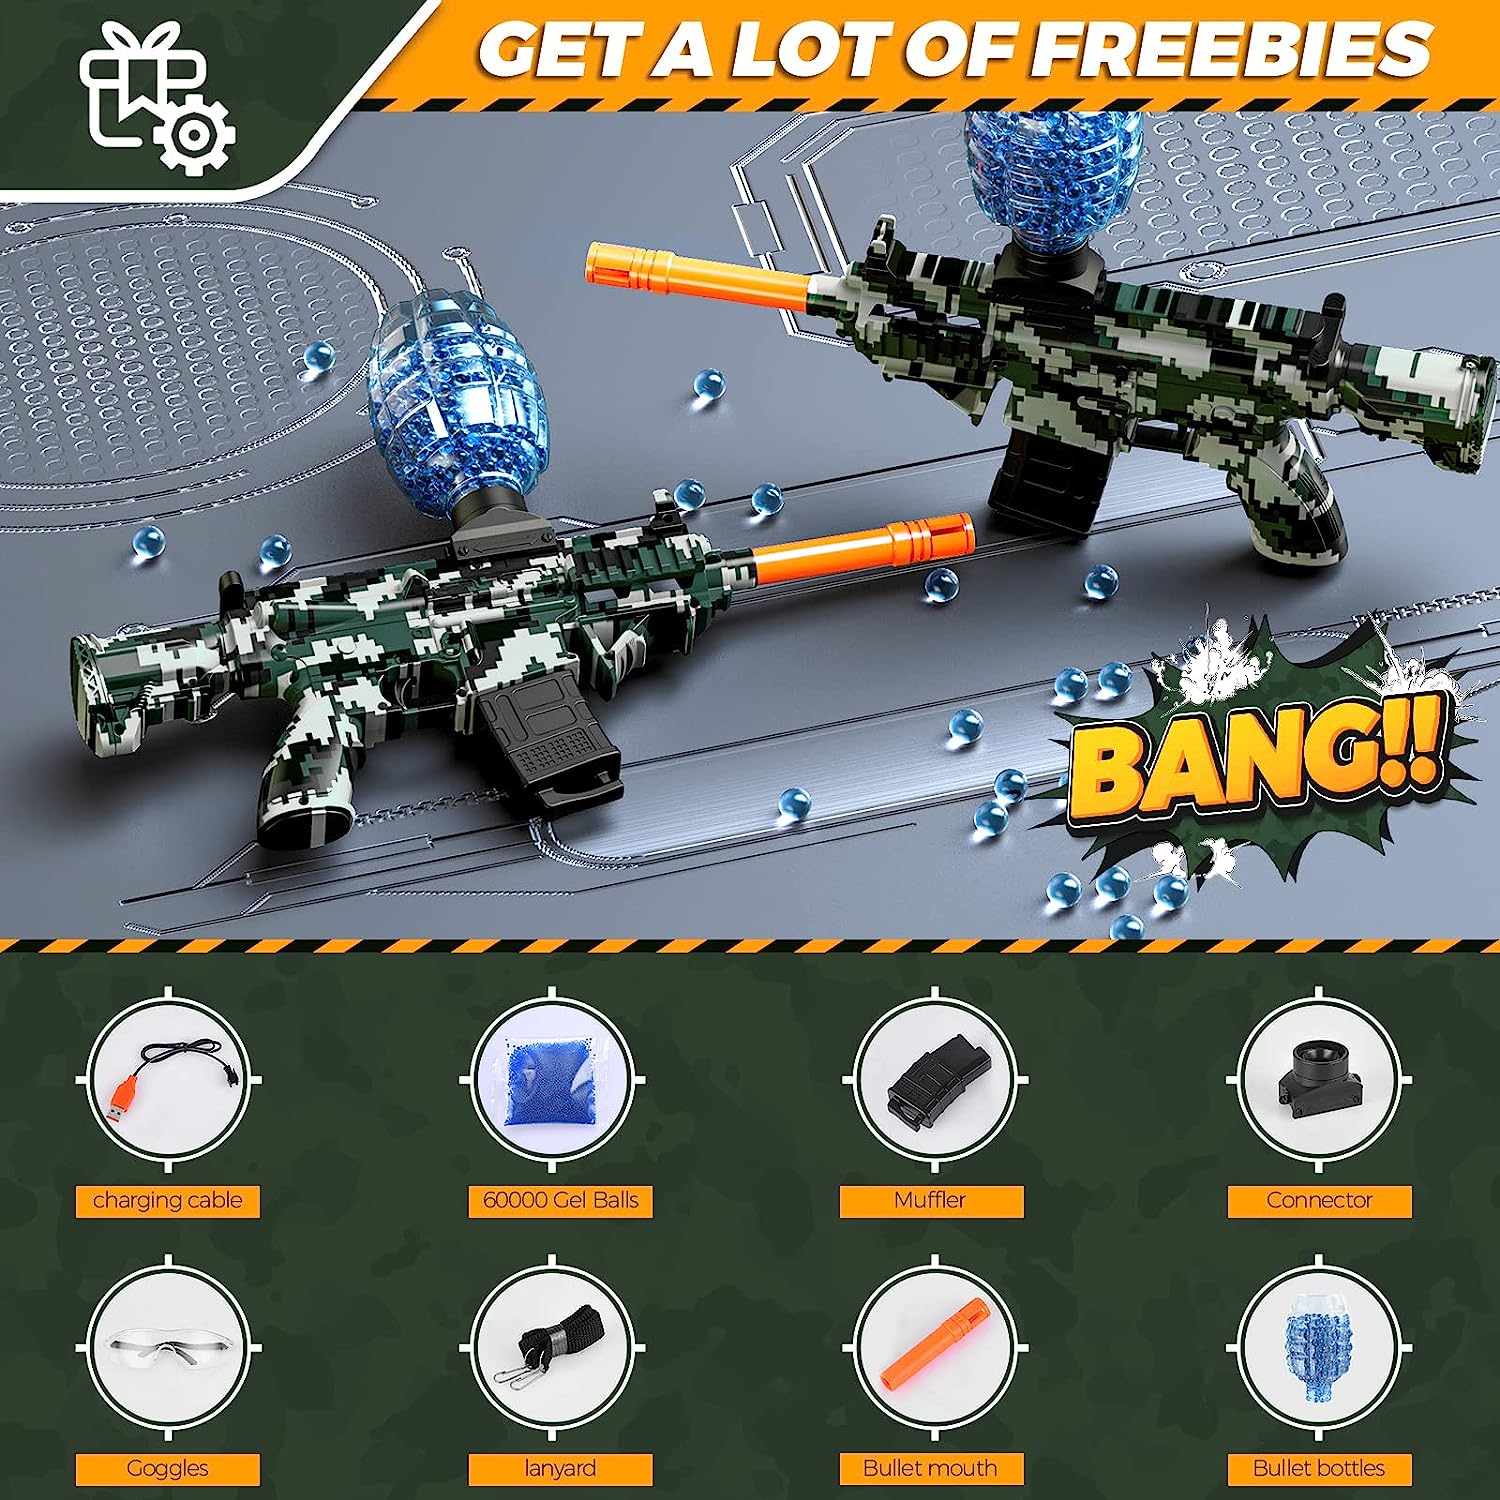 GET A LOT OF FREEBIES
BANG!!
charging cable
60000 Gel Balls
Muffler
Connector
Goggles
lanyard
Bullet mouth
Bullet bottles